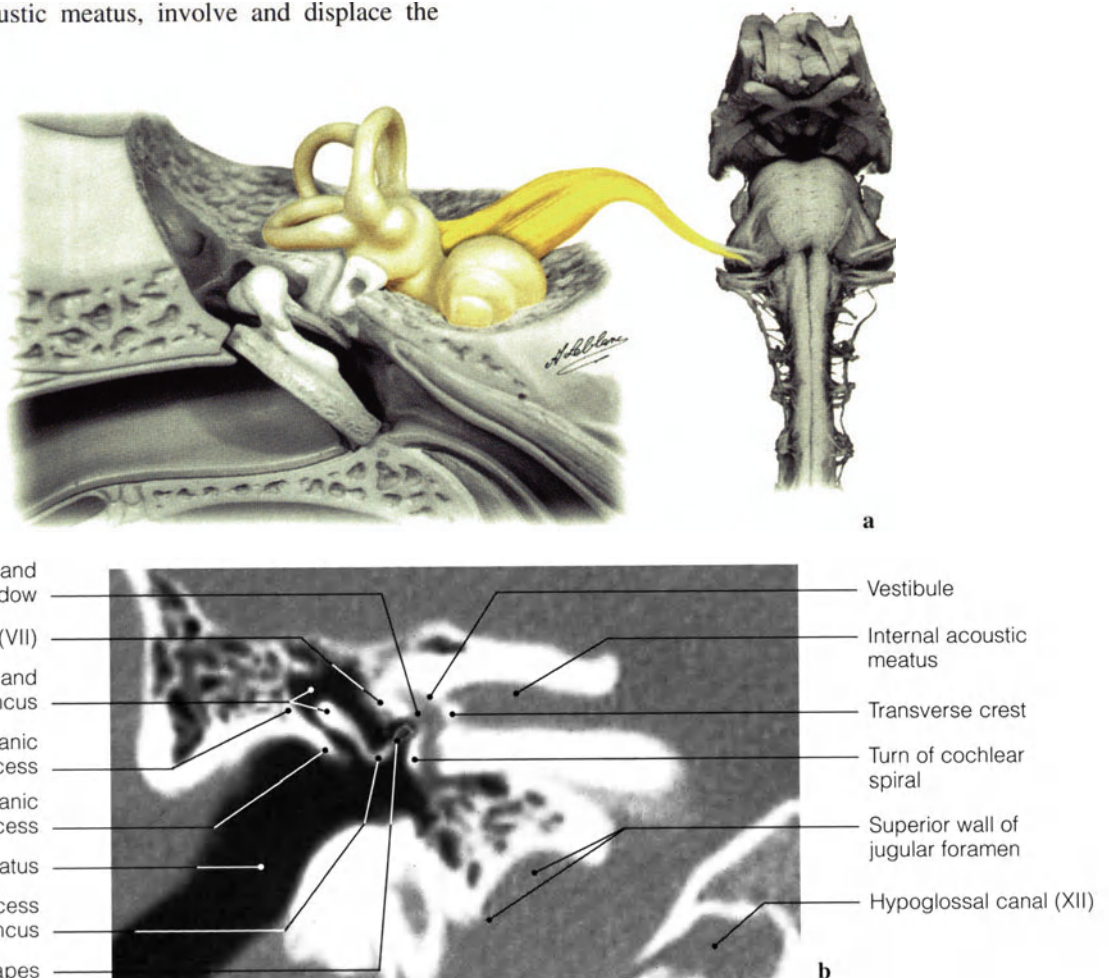 ustic meatus, involve and displace the
a
and
dow
(VII)
and
ncus
anic
cess
anic
cess
atus
cess
ncus
apes
Vestibule
Internal acoustic
meatus
Transverse crest
Turn of cochlear
spiral
Superior wall of
jugular foramen
Hypoglossal canal (XII)
b